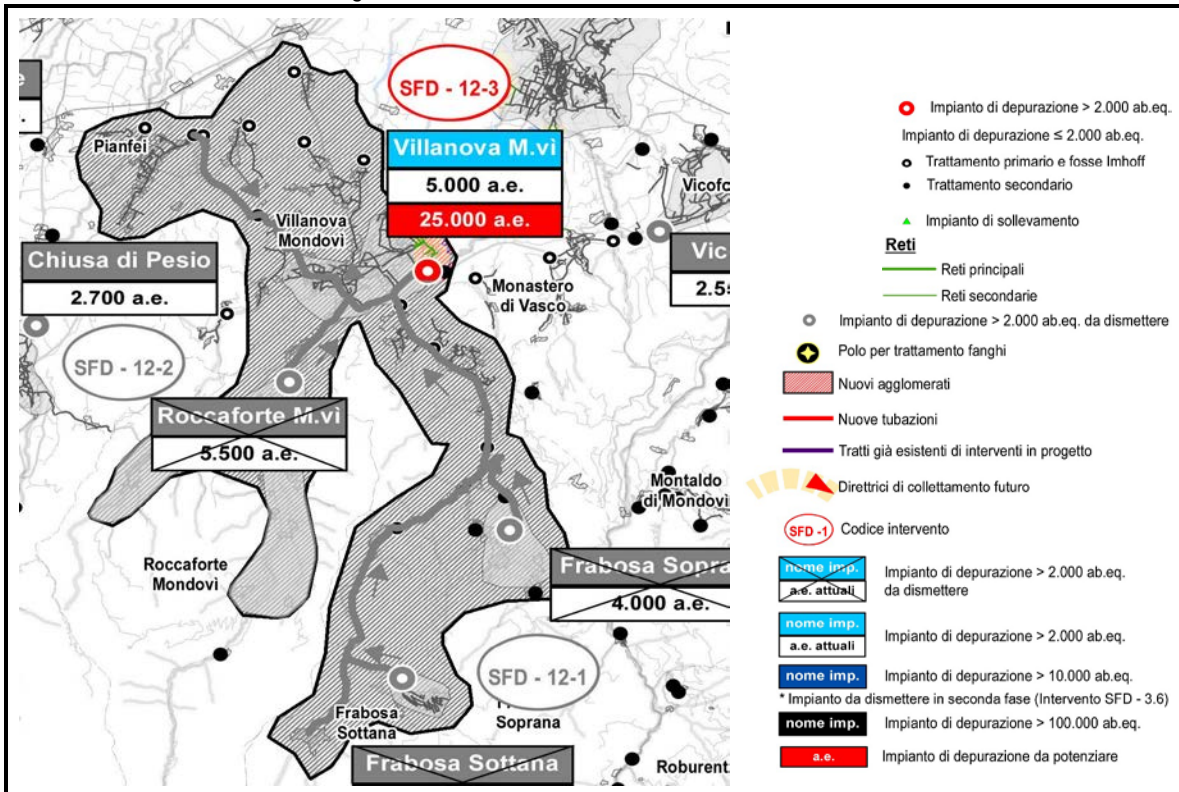 SFD - 12-3
Villanova M.vì
5.000 a.e.
25.000 a.e.
Pianfei
Villanova
Mondovì
Chiusa di Pesio
2.700 a.e.
SFD - 12-2
Monastero
di Vasco
Roccaforte M.vì
5.500 a.e.
Montaldo
di Mondovì
Roccaforte
Mondovì
4.000 a.e.
SFD - 12-1
Soprana
Frabosa
Sottana
Frabosa Sottana
Impianto di depurazione > 2.000 ab.eq.
Impianto di depurazione ≤ 2.000 ab.eq.
Trattamento primario e fosse Imhoff
Trattamento secondario
Impianto di sollevamento
Reti
Reti principali
Reti secondarie
Impianto di depurazione > 2.000 ab.eq. da dismettere
Polo per trattamento fanghi
Nuovi agglomerati
Nuove tubazioni
Tratti già esistenti di interventi in progetto
Direttrici di collettamento futuro
SFD -1 Codice intervento
nome imp.
a.e. attuali
Impianto di depurazione > 2.000 ab.eq.
da dismettere
nome imp.
a.e. attuali
Impianto di depurazione > 2.000 ab.eq.
nome imp. Impianto di depurazione > 10.000 ab.eq.
* Impianto da dismettere in seconda fase (Intervento SFD - 3.6)
nome imp. Impianto di depurazione > 100.000 ab.eq.
a.e. Impianto di depurazione da potenziare